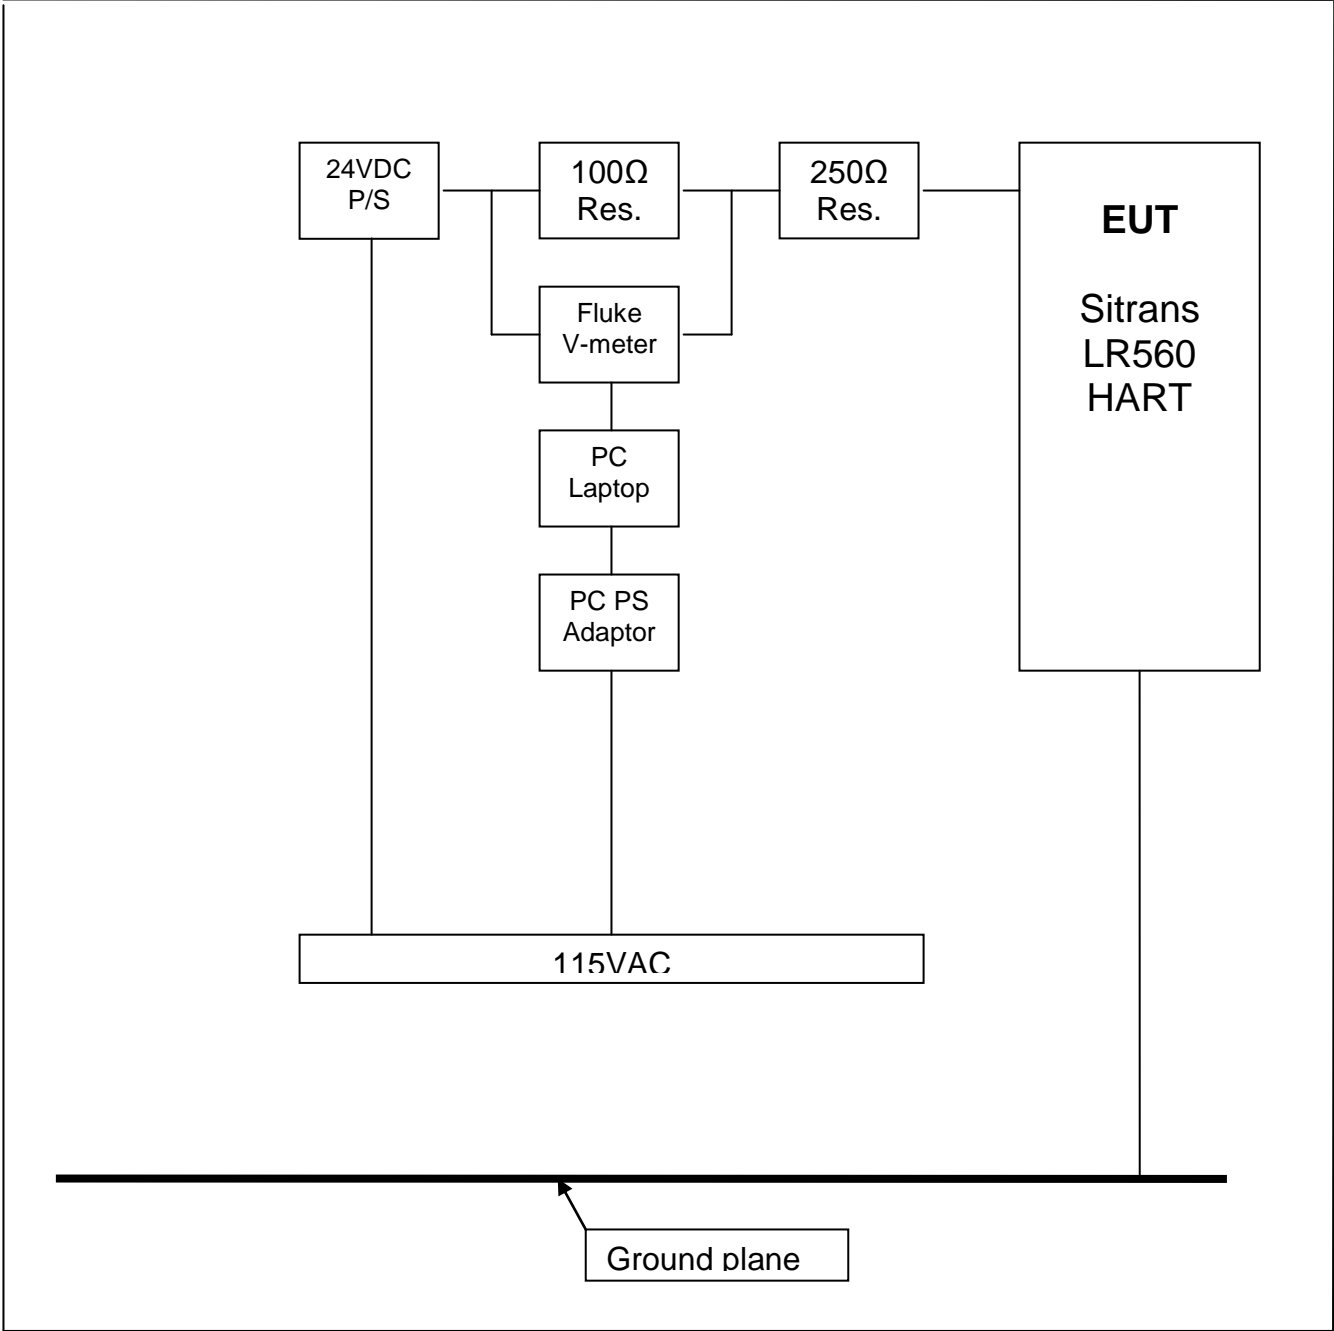 24VDC
P/S
100Ω
Res.
250Ω
Res.
EUT
Sitrans
LR560
HART
Fluke
V-meter
PC
Laptop
PC PS
Adaptor
115VAC
Ground plane